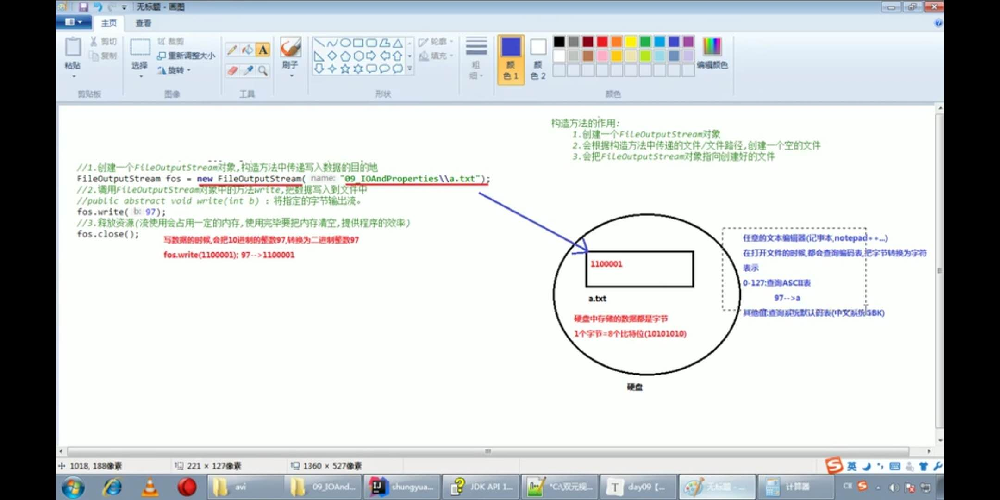 无标题 - 画图
主页
查看
粘贴
剪切
复制
剪贴板
选择
裁剪
重新调整大小
旋转
图像
A
工具
刷子
轮廓
填充
形状
粗
细
颜
色 1
颜
色 2
编辑颜色
颜色
构造方法的作用:
1.创建一个FileOutputStream对象
2.会根据构造方法中传递的文件/文件路径,创建一个空的文件
3.会把FileOutputStream对象指向创建好的文件
//1.创建一个FileOutputStream对象,构造方法中传递写入数据的目的地
FileOutputStream fos = new FileOutputStream( name: "09_IOAndProperties\\a.txt");
//2.调用FileOutputStream对象中的方法write,把数据写入到文件中
//public abstract void write(int b) : 将指定的字节输出流。
fos.write( b: 97);
//3.释放资源(流使用会占用一定的内存,使用完毕要把内存清空,提供程序的效率)
fos.close();
写数据的时候,会把10进制的整数97,转换为二进制整数97
fos.write(1100001); 97-->1100001
1100001
a.txt
硬盘中存储的数据都是字节
1个字节=8个比特位(10101010)
硬盘
任意的文本编辑器(记事本,notepad++...)
在打开文件的时候,都会查询编码表,把字节转换为字符
表示
0-127:查询ASCII表
97-->a
其他值:查询系统默认码表(中文系统GBK)
1018, 188像素
221 × 127像素
1360 × 527像素
英
avi
09_IOAnd...
shungyua...
JDK API 1...
*C:\双元视...
day09【...
无标题 - ...
计算器
CH